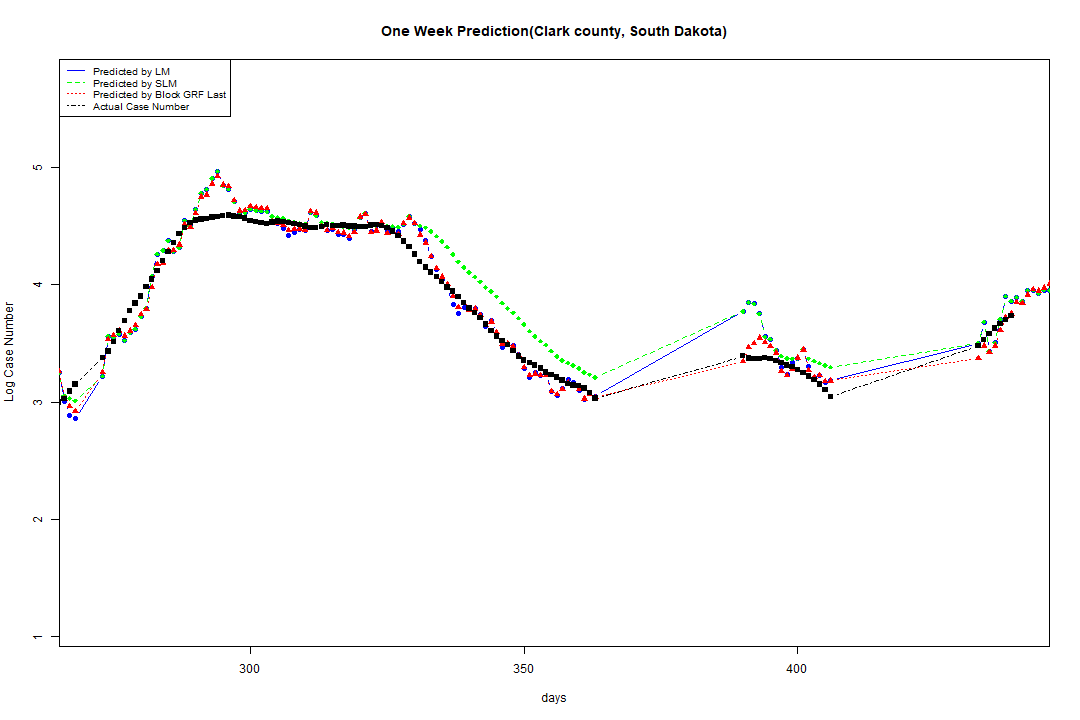 One Week Prediction(Clark county, South Dakota)
Predicted by LM
Predicted by SLM
Predicted by Block GRF Last
Actual Case Number
5
4
3
2
1
Log Case Number
300
350
400
days